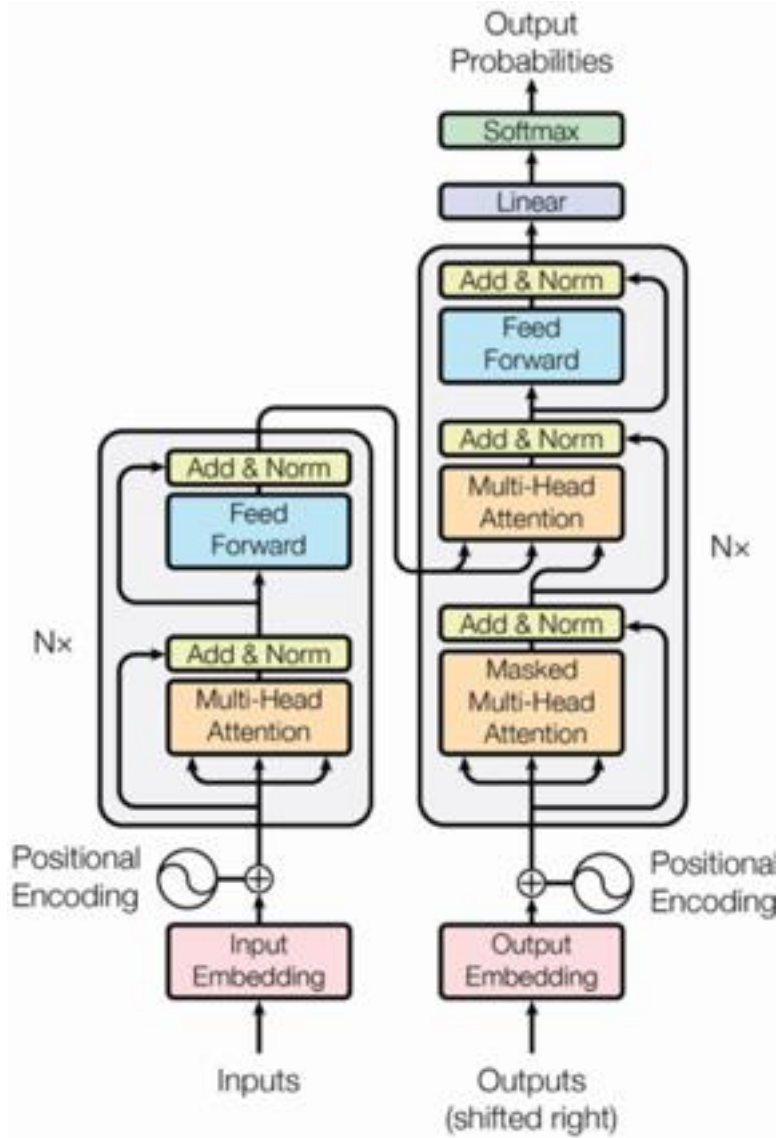 Output
Probabilities
Softmax
Linear
Add & Norm
Feed
Forward
Add & Norm
Multi-Head
Attention
Nx
Add & Norm
Masked
Multi-Head
Attention
Add & Norm
Feed
Forward
Nx
Add & Norm
Multi-Head
Attention
Positional
Encoding
Positional
Encoding
Input
Embedding
Output
Embedding
Inputs
Outputs
(shifted right)